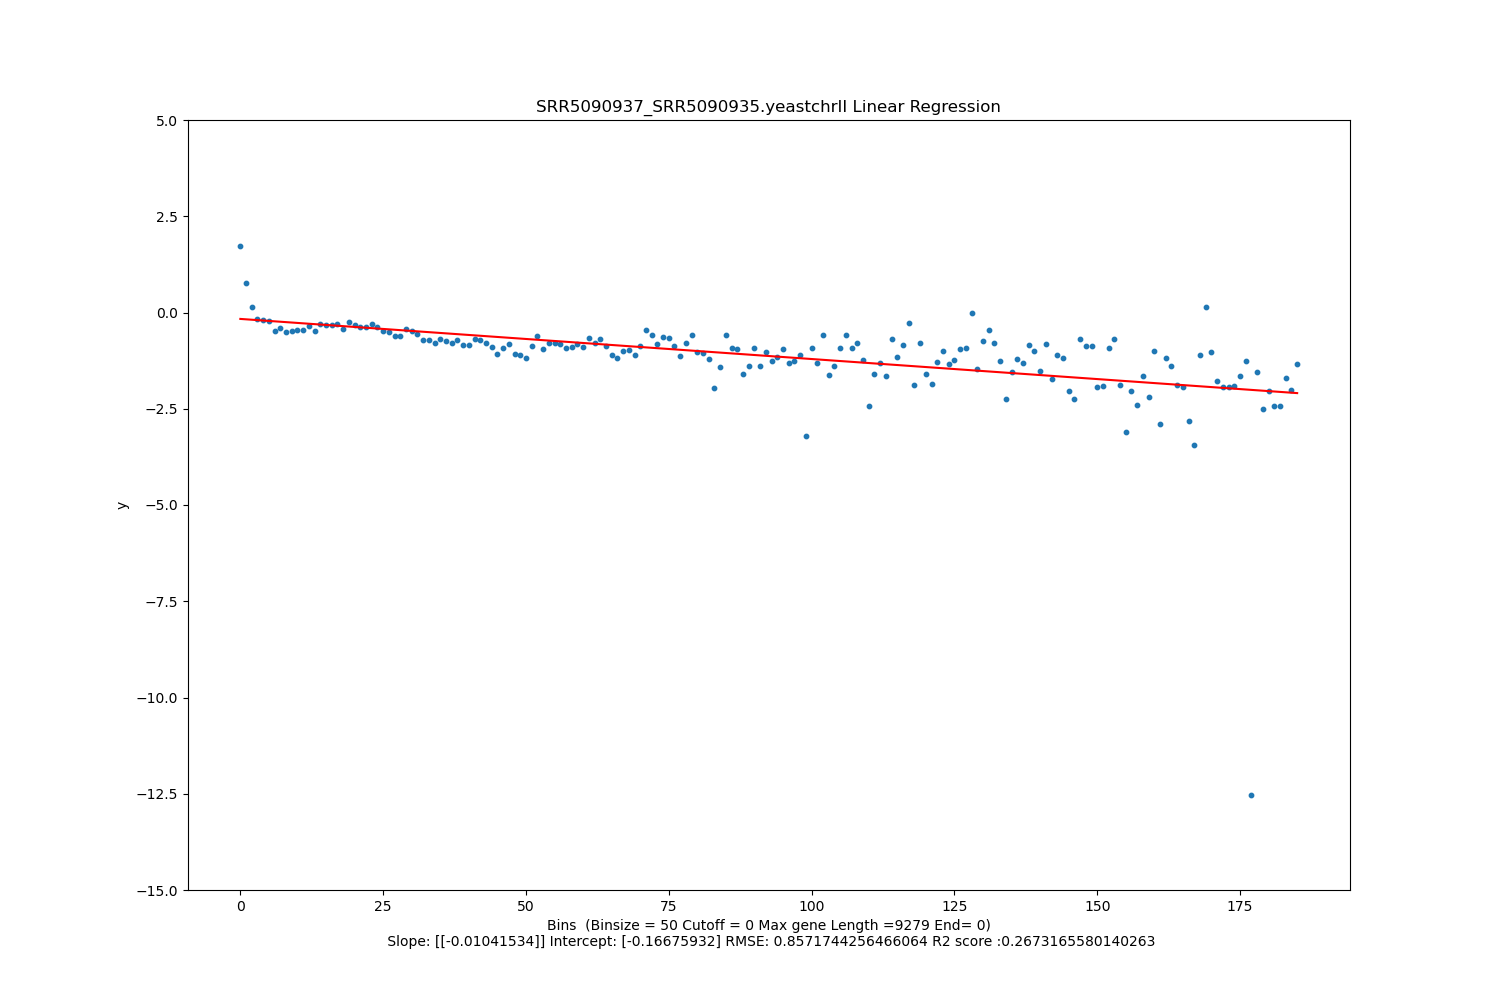 SRR5090937_SRR5090935.yeastchrII Linear Regression
5.0
2.5
0.0
−2.5
−5.0
−7.5
−10.0
−12.5
−15.0
y
0 25 50 75 100 125 150 175
Bins  (Binsize = 50 Cutoff = 0 Max gene Length =9279 End= 0)
Slope: [[-0.01041534]] Intercept: [-0.16675932] RMSE: 0.8571744256466064 R2 score :0.2673165580140263